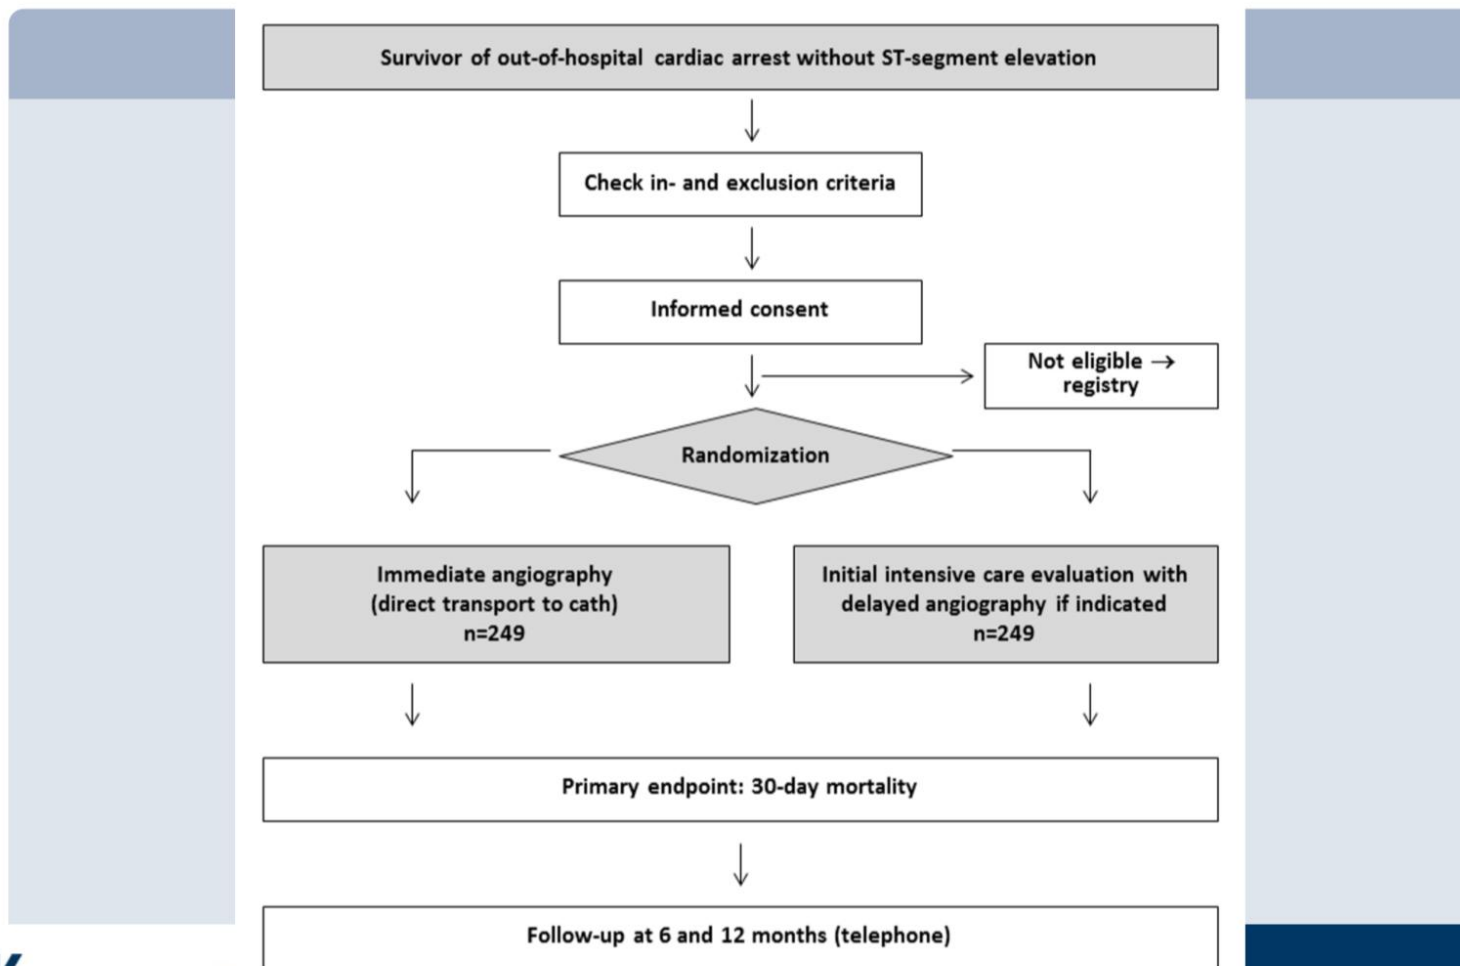 Survivor of out-of-hospital cardiac arrest without ST-segment elevation
Check in- and exclusion criteria
Informed consent
Not eligible →
registry
Randomization
Immediate angiography
(direct transport to cath)
n=249
Initial intensive care evaluation with
delayed angiography if indicated
n=249
Primary endpoint: 30-day mortality
Follow-up at 6 and 12 months (telephone)